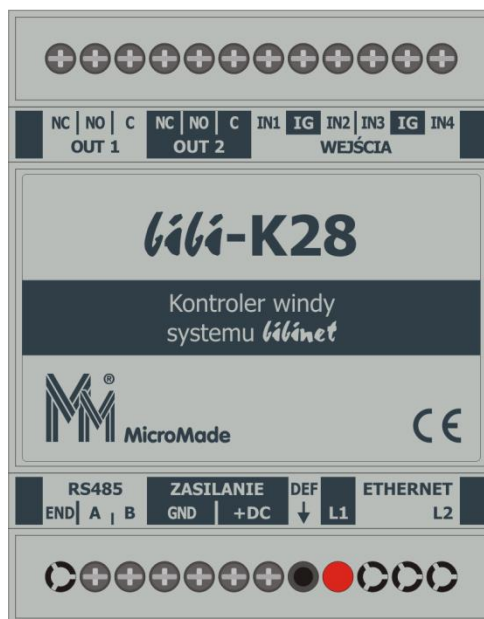 NC NO C NC NO C IN1 IG IN2 IN3 IG IN4
OUT 1 OUT 2 WEJŚCIA
bibi-K28
Kontroler windy
systemu bibinet
MM ®
MicroMade CE
RS485 ZASILANIE DEF ETHERNET
END A B GND +DC ↓ L1 L2